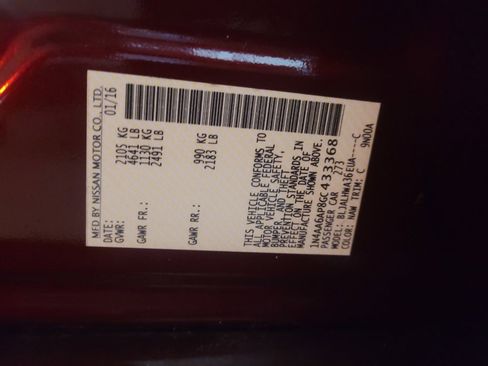 MFD BY NISSAN MOTOR CO., LTD.
DATE: 01/16
GVWR: 2105 KG
4641 LB
GAWR FR.: 1130 KG
2491 LB
GAWR RR.: 990 KG
2183 LB
THIS VEHICLE CONFORMS TO
ALL APPLICABLE FEDERAL
MOTOR VEHICLE SAFETY,
BUMPER, AND THEFT
PREVENTION STANDARDS IN
EFFECT ON THE DATE OF
MANUFACTURE SHOWN ABOVE.
1N4AA6AP8GC433368
PASSENGER CAR 273
MODEL: BLJALHWA36EUA-----C
COLOR: NAW TRIM: C 9N00A